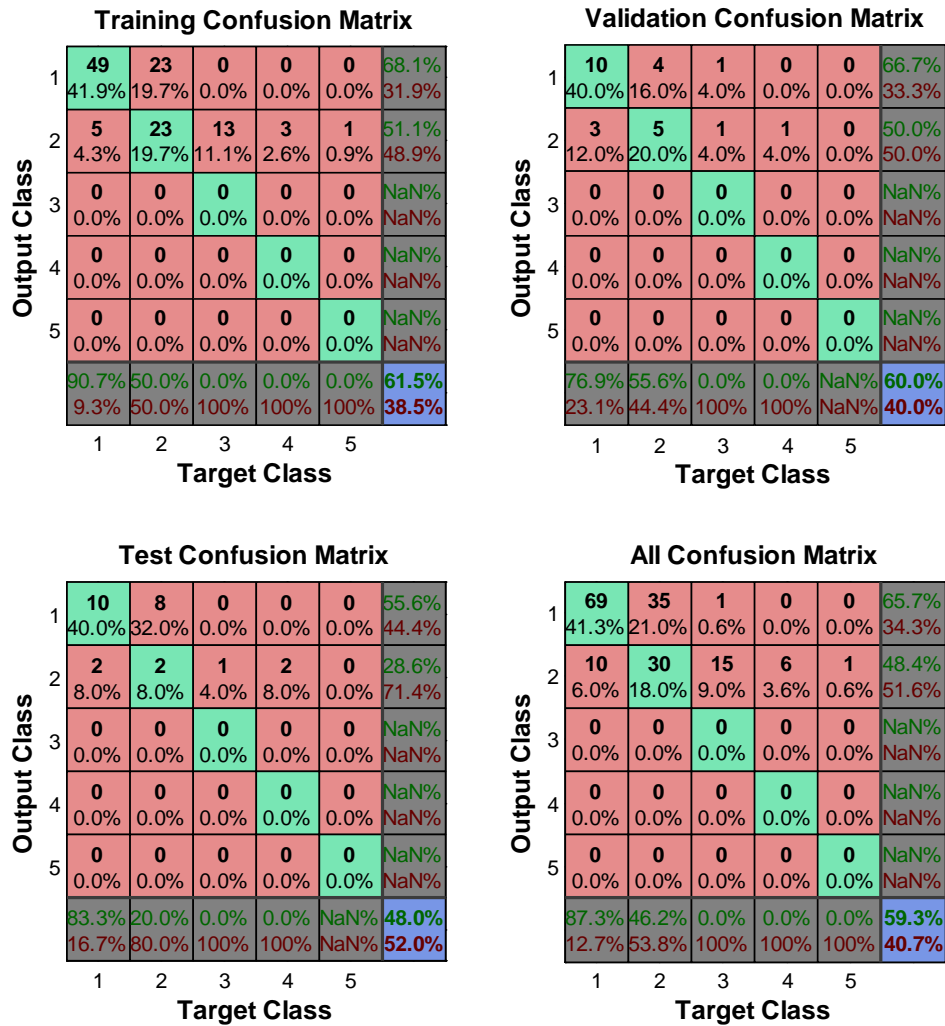 Training Confusion Matrix
49 23 0 0 0 68.1%
1
41.9% 19.7% 0.0% 0.0% 0.0% 31.9%
5 23 13 3 1 51.1%
2
4.3% 19.7% 11.1% 2.6% 0.9% 48.9%
0 0 0 0 0 NaN%
3
0.0% 0.0% 0.0% 0.0% 0.0% NaN%
0 0 0 0 0 NaN%
4
0.0% 0.0% 0.0% 0.0% 0.0% NaN%
0 0 0 0 0 NaN%
5
0.0% 0.0% 0.0% 0.0% 0.0% NaN%
90.7% 50.0% 0.0% 0.0% 0.0% 61.5%
9.3% 50.0% 100% 100% 100% 38.5%
1 2 3 4 5
Target Class
Output Class
Validation Confusion Matrix
10 4 1 0 0 66.7%
1
40.0% 16.0% 4.0% 0.0% 0.0% 33.3%
3 5 1 1 0 50.0%
2
12.0% 20.0% 4.0% 4.0% 0.0% 50.0%
0 0 0 0 0 NaN%
3
0.0% 0.0% 0.0% 0.0% 0.0% NaN%
0 0 0 0 0 NaN%
4
0.0% 0.0% 0.0% 0.0% 0.0% NaN%
0 0 0 0 0 NaN%
5
0.0% 0.0% 0.0% 0.0% 0.0% NaN%
76.9% 55.6% 0.0% 0.0% NaN% 60.0%
23.1% 44.4% 100% 100% NaN% 40.0%
1 2 3 4 5
Target Class
Output Class
Test Confusion Matrix
10 8 0 0 0 55.6%
1
40.0% 32.0% 0.0% 0.0% 0.0% 44.4%
2 2 1 2 0 28.6%
2
8.0% 8.0% 4.0% 8.0% 0.0% 71.4%
0 0 0 0 0 NaN%
3
0.0% 0.0% 0.0% 0.0% 0.0% NaN%
0 0 0 0 0 NaN%
4
0.0% 0.0% 0.0% 0.0% 0.0% NaN%
0 0 0 0 0 NaN%
5
0.0% 0.0% 0.0% 0.0% 0.0% NaN%
83.3% 20.0% 0.0% 0.0% NaN% 48.0%
16.7% 80.0% 100% 100% NaN% 52.0%
1 2 3 4 5
Target Class
Output Class
All Confusion Matrix
69 35 1 0 0 65.7%
1
41.3% 21.0% 0.6% 0.0% 0.0% 34.3%
10 30 15 6 1 48.4%
2
6.0% 18.0% 9.0% 3.6% 0.6% 51.6%
0 0 0 0 0 NaN%
3
0.0% 0.0% 0.0% 0.0% 0.0% NaN%
0 0 0 0 0 NaN%
4
0.0% 0.0% 0.0% 0.0% 0.0% NaN%
0 0 0 0 0 NaN%
5
0.0% 0.0% 0.0% 0.0% 0.0% NaN%
87.3% 46.2% 0.0% 0.0% 0.0% 59.3%
12.7% 53.8% 100% 100% 100% 40.7%
1 2 3 4 5
Target Class
Output Class